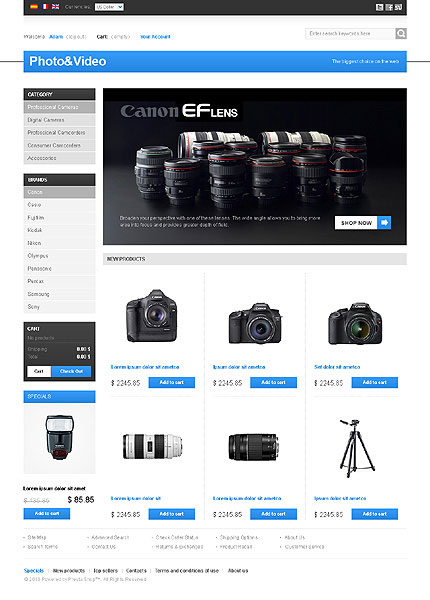 Currencies: US Dollar
Welcome Adam (log out) Cart: (empty) Your Account
Enter search keywords here
Photo&Video
The biggest choice on the web
CATEGORY
Professional Cameras
Digital Cameras
Professional Camcorders
Consumer Camcorders
Accessories
BRANDS
Canon
Casio
Fujifilm
Kodak
Nikon
Olympus
Panasonic
Pentax
Samsung
Sony
CART
No products
Shipping 0.00 $
Total 0.00 $
Cart Check Out
SPECIALS
Lorem ipsum dolor sit amet
$ 85.85
Add to cart
Canon EF LENS
Broaden your perspective with one of these lenses. The wide angle allows you to bring more
area into focus and provides greater depth of field.
SHOP NOW
NEW PRODUCTS
Lorem ipsum dolor sit ametco
$ 2245.85 Add to cart
Ipsum dolor sit ametco
$ 2245.85 Add to cart
Set dolor sit ametco
$ 2245.85 Add to cart
Lorem ipsum dolor sit
$ 2245.85 Add to cart
Lorem ipsum dolor sit ametco
$ 2245.85 Add to cart
Ipsum dolor sit ametco
$ 2245.85 Add to cart
Site Map Advanced Search Check Order Status Shipping Options About Us
Search Terms Contact Us Returns & Exchanges Product Recall Customer Service
Specials New products Top sellers Contacts Terms and conditions of use About us
Powered by Presta Shop™. All Rights Reserved